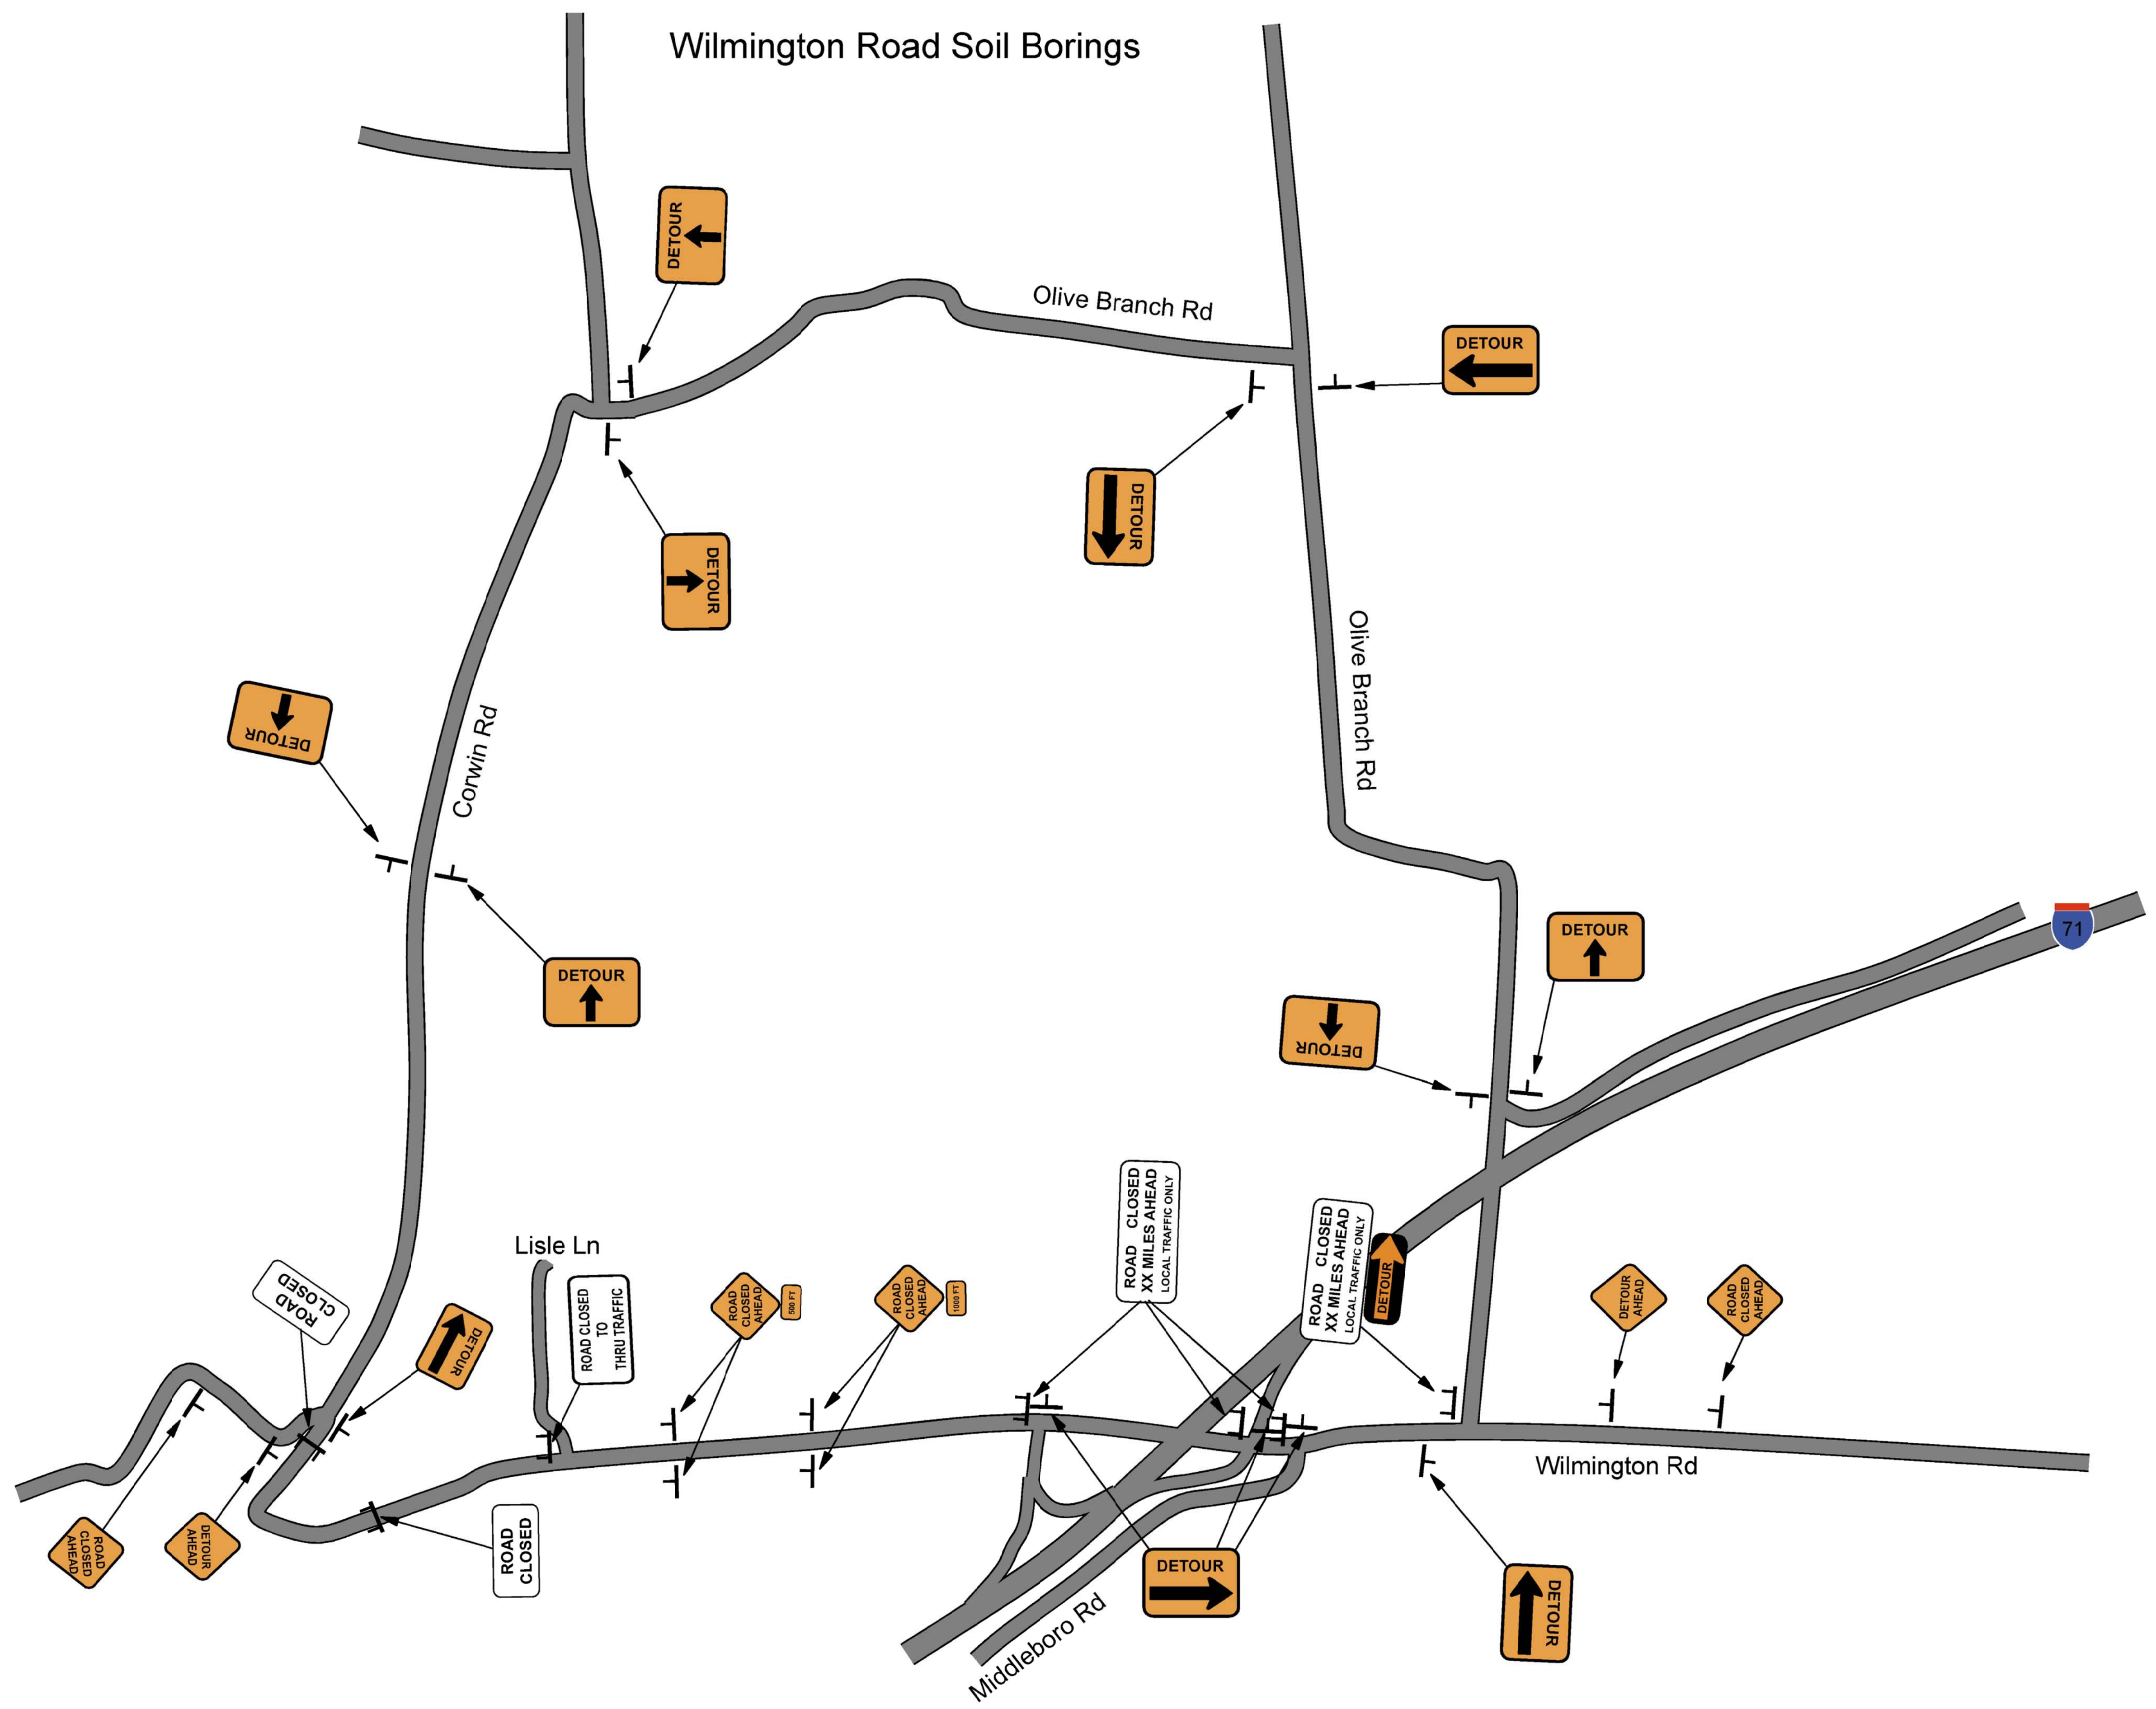 Wilmington Road Soil Borings
DETOUR
Olive Branch Rd
DETOUR
DETOUR
DETOUR
Olive Branch Rd
DETOUR
Corwin Rd
DETOUR
71
DETOUR
DETOUR
ROAD CLOSED
XX MILES AHEAD
LOCAL TRAFFIC ONLY
ROAD CLOSED
XX MILES AHEAD
LOCAL TRAFFIC ONLY
DETOUR
Lisle Ln
ROAD
CLOSED
ROAD CLOSED
TO
THRU TRAFFIC
ROAD
CLOSED
AHEAD
500 FT
ROAD
CLOSED
AHEAD
1000 FT
DETOUR
AHEAD
ROAD
CLOSED
AHEAD
DETOUR
Wilmington Rd
ROAD
CLOSED
AHEAD
DETOUR
AHEAD
ROAD
CLOSED
DETOUR
DETOUR
Middleboro Rd